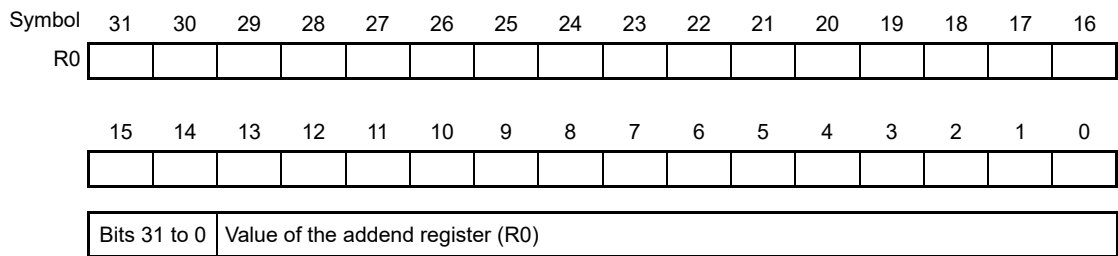 Symbol 31 30 29 28 27 26 25 24 23 22 21 20 19 18 17 16
R0
15 14 13 12 11 10 9 8 7 6 5 4 3 2 1 0
Bits 31 to 0 Value of the addend register (R0)